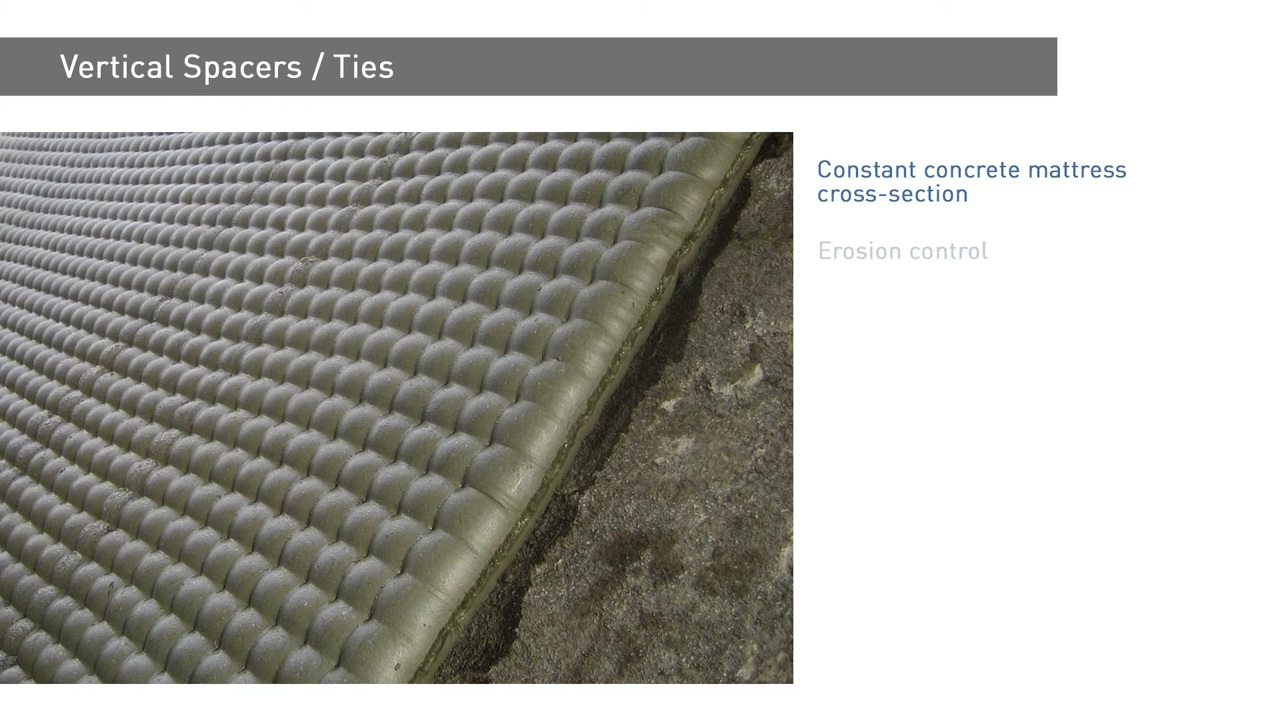 Vertical Spacers / Ties
Constant concrete mattress
cross-section
Erosion control